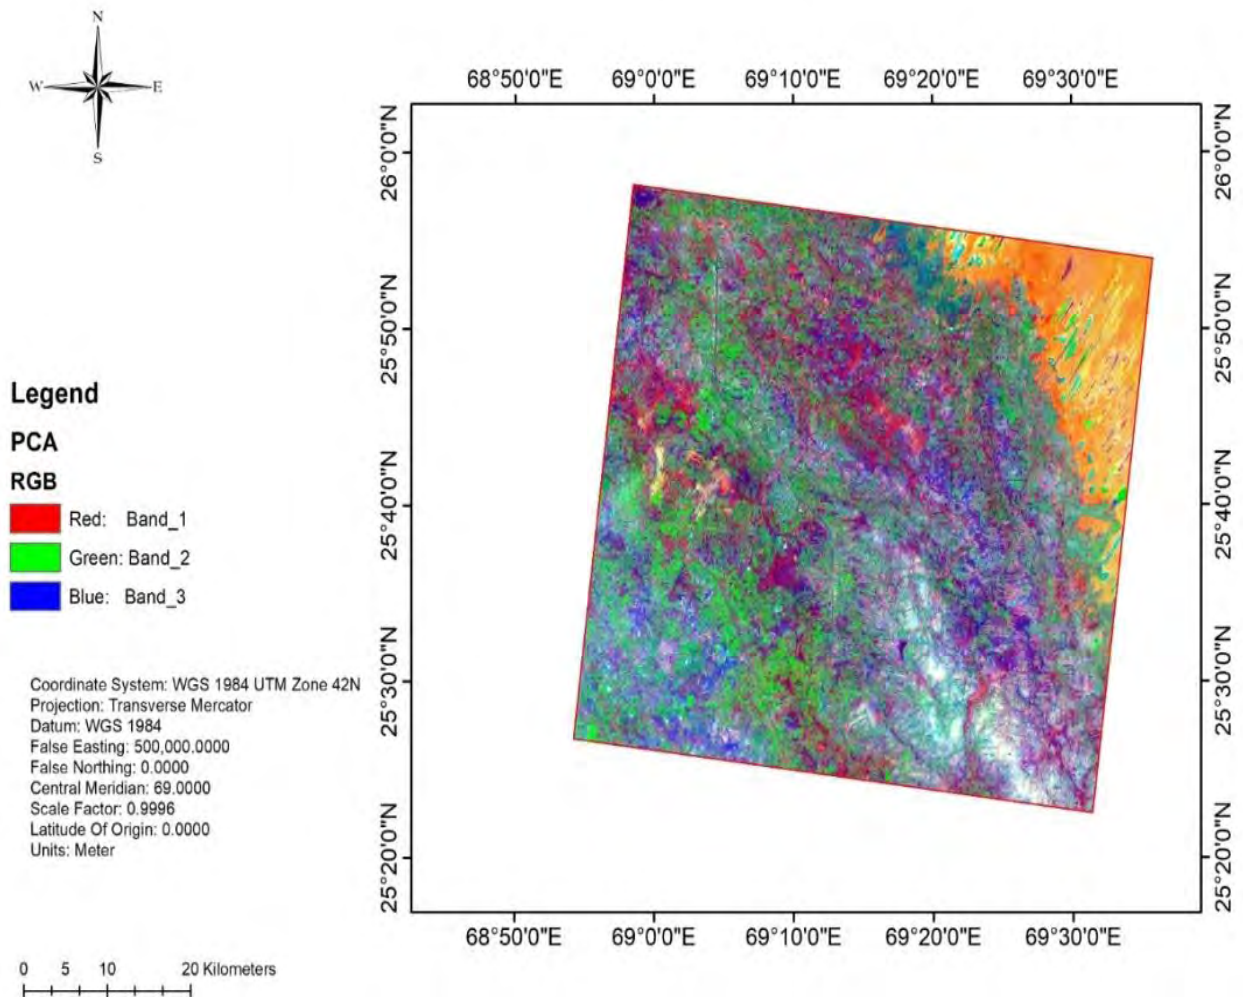 N
W E
S
68°50'0"E 69°0'0"E 69°10'0"E 69°20'0"E 69°30'0"E
26°0'0"N 26°0'0"N
25°50'0"N 25°50'0"N
25°40'0"N 25°40'0"N
25°30'0"N 25°30'0"N
25°20'0"N 25°20'0"N
68°50'0"E 69°0'0"E 69°10'0"E 69°20'0"E 69°30'0"E
Legend
PCA
RGB
Red: Band_1
Green: Band_2
Blue: Band_3
Coordinate System: WGS 1984 UTM Zone 42N
Projection: Transverse Mercator
Datum: WGS 1984
False Easting: 500,000.0000
False Northing: 0.0000
Central Meridian: 69.0000
Scale Factor: 0.9996
Latitude Of Origin: 0.0000
Units: Meter
0 5 10 20 Kilometers